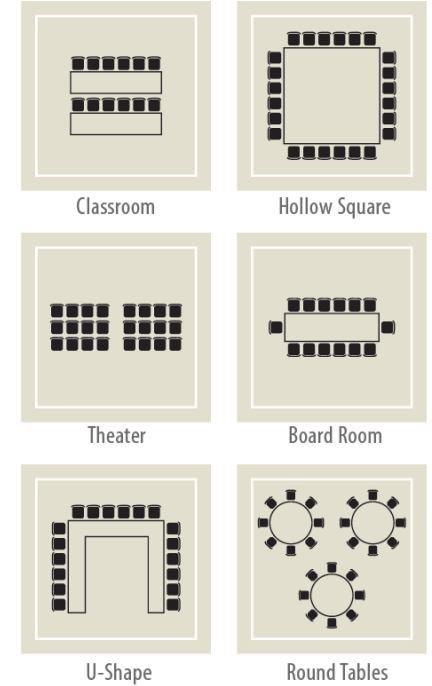 Classroom
Hollow Square
Theater
Board Room
U-Shape
Round Tables